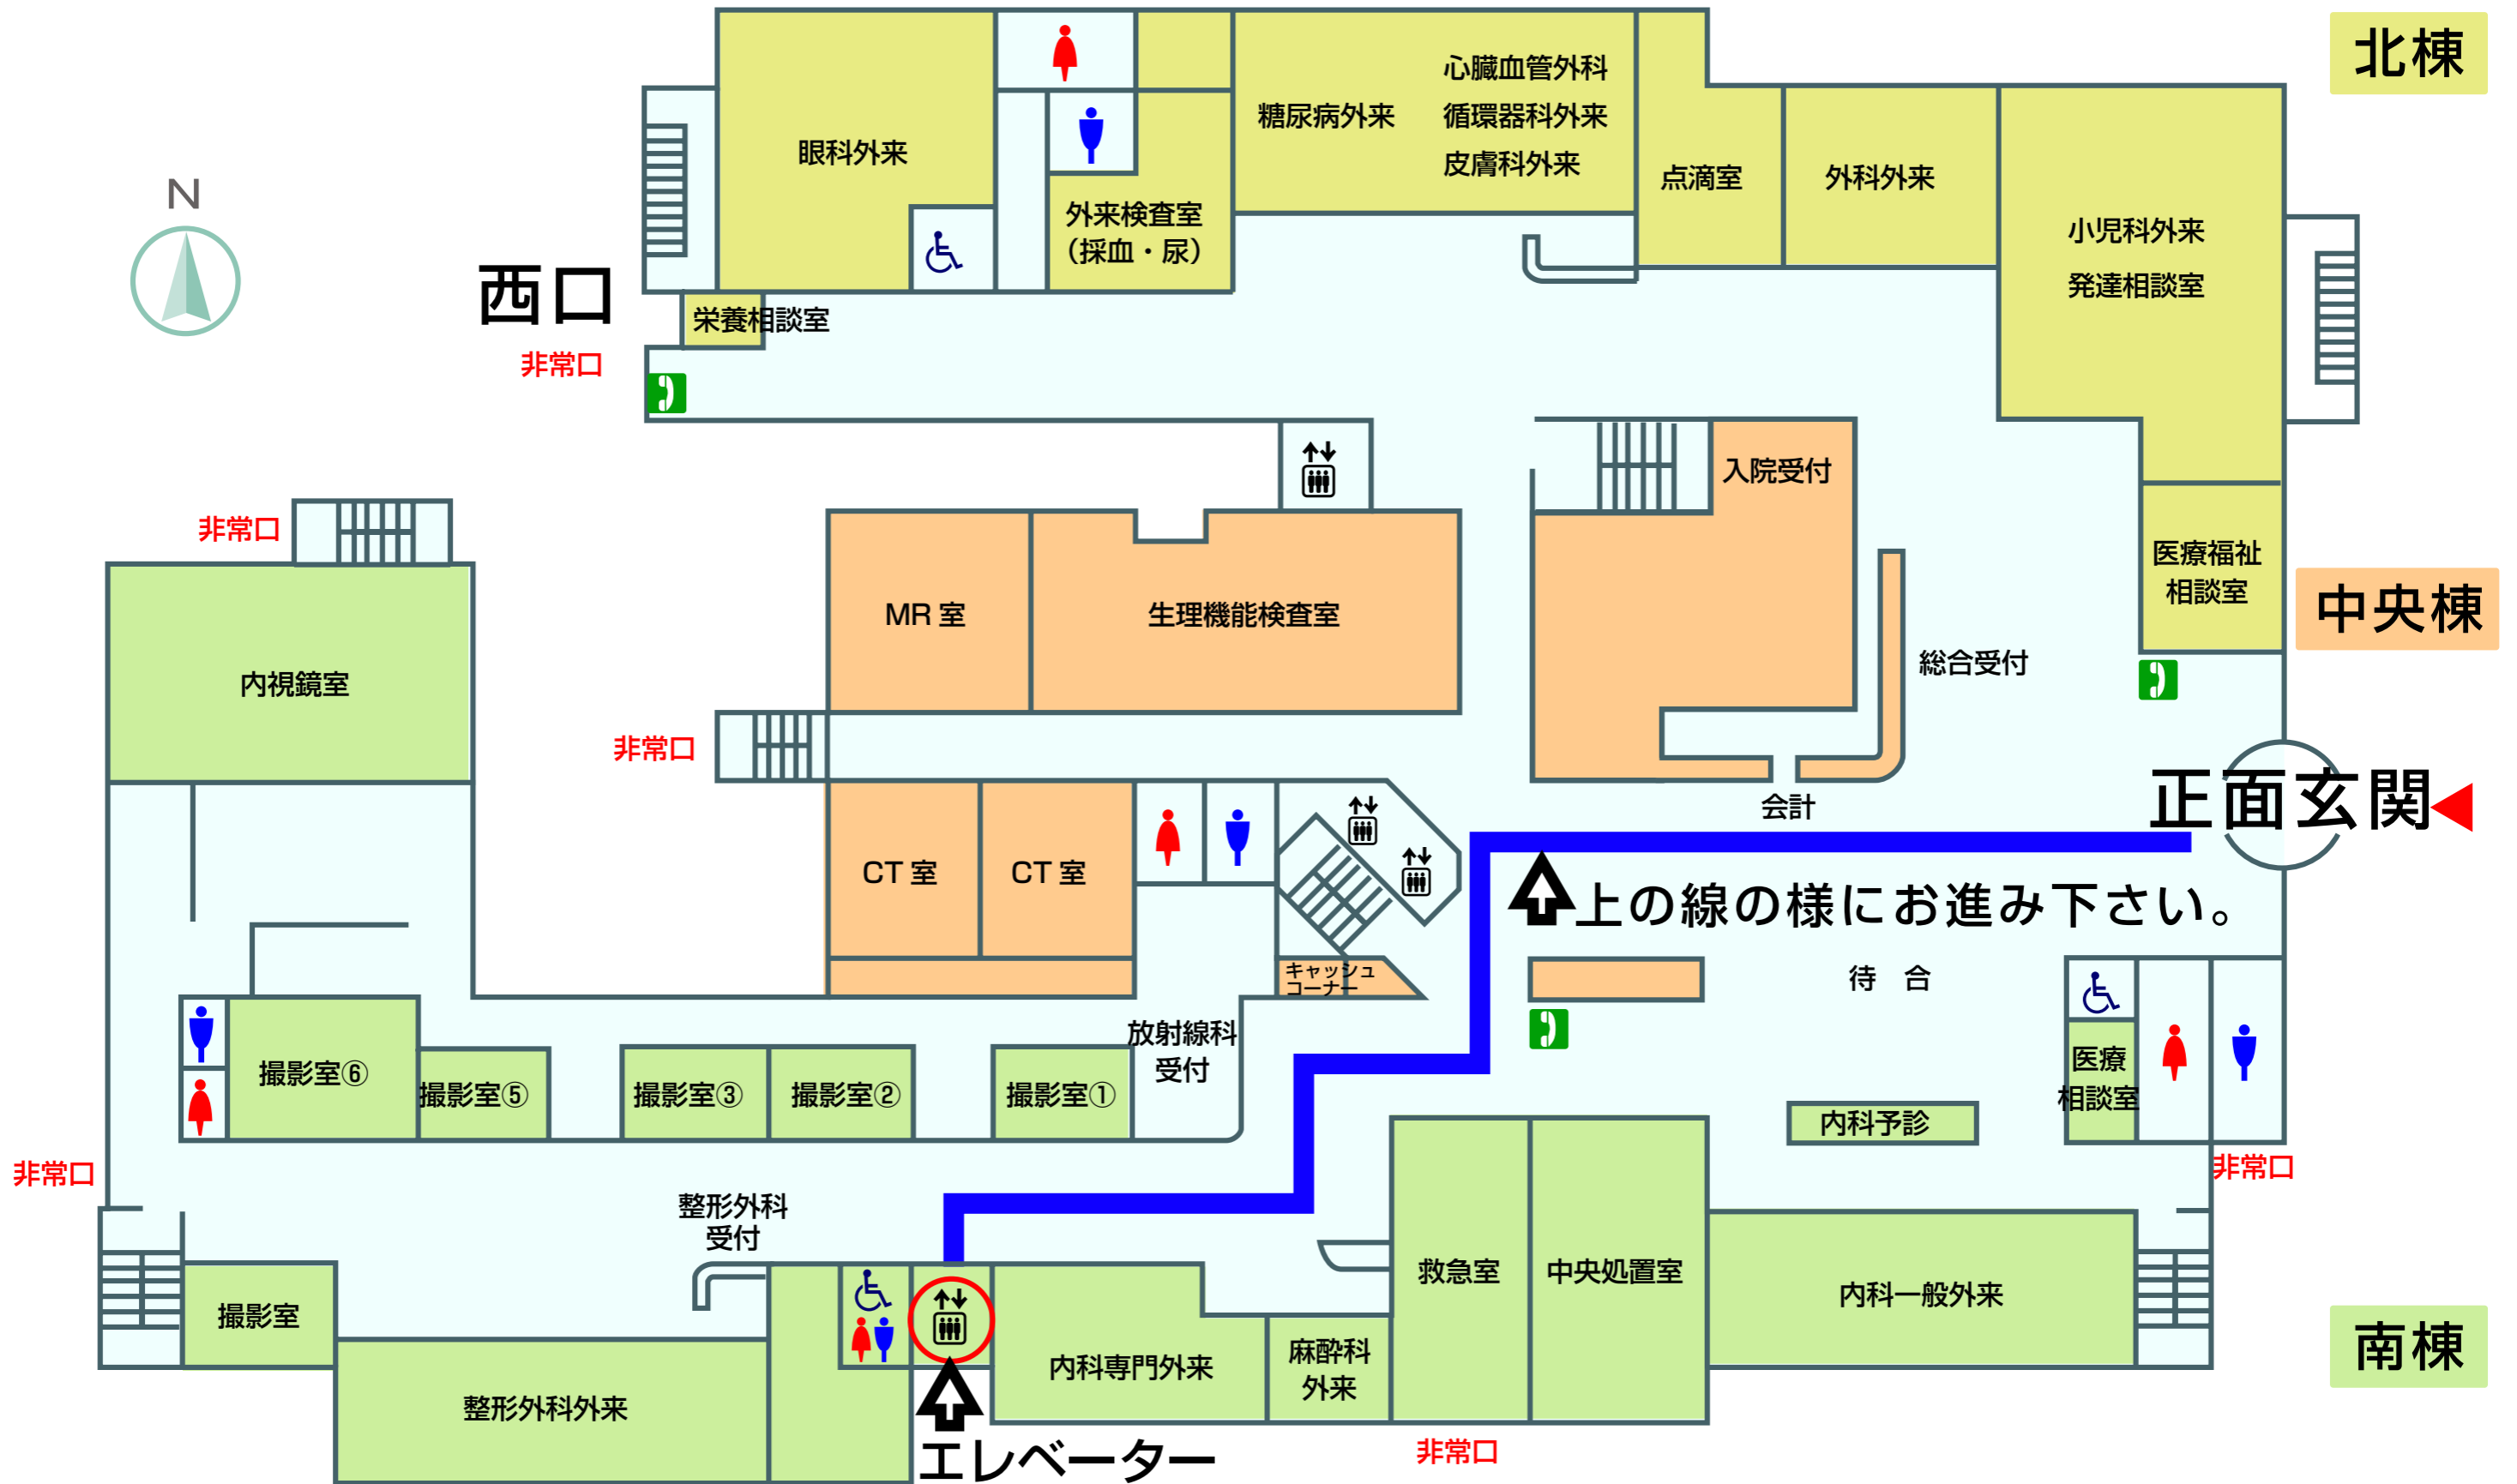 北棟
心臓血管外科
糖尿病外来
循環器科外来
皮膚科外来
眼科外来
点滴室
外科外来
N
外来検査室
（採血・尿）
小児科外来
発達相談室
西口
栄養相談室
非常口
入院受付
非常口
医療福祉
相談室
中央棟
MR 室
生理機能検査室
総合受付
内視鏡室
非常口
正面玄関
会計
CT 室
CT 室
上の線の様にお進み下さい。
キャッシュ
コーナー
待　合
放射線科
受付
医療
相談室
撮影室⑥
撮影室⑤
撮影室③
撮影室②
撮影室①
内科予診
非常口
非常口
整形外科
受付
救急室
中央処置室
内科一般外来
撮影室
南棟
内科専門外来
麻酔科
外来
整形外科外来
エレベーター
非常口